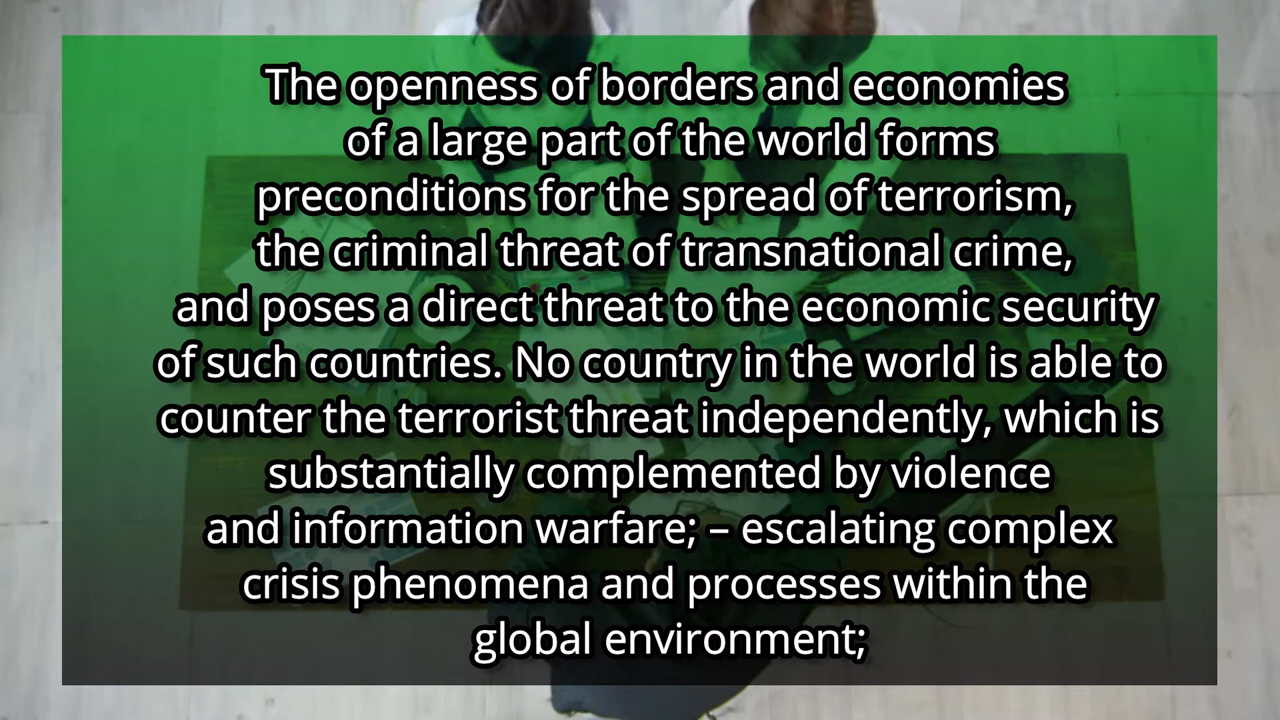 The openness of borders and economies
of a large part of the world forms
preconditions for the spread of terrorism,
the criminal threat of transnational crime,
and poses a direct threat to the economic security
of such countries. No country in the world is able to
counter the terrorist threat independently, which is
substantially complemented by violence
and information warfare; – escalating complex
crisis phenomena and processes within the
global environment;